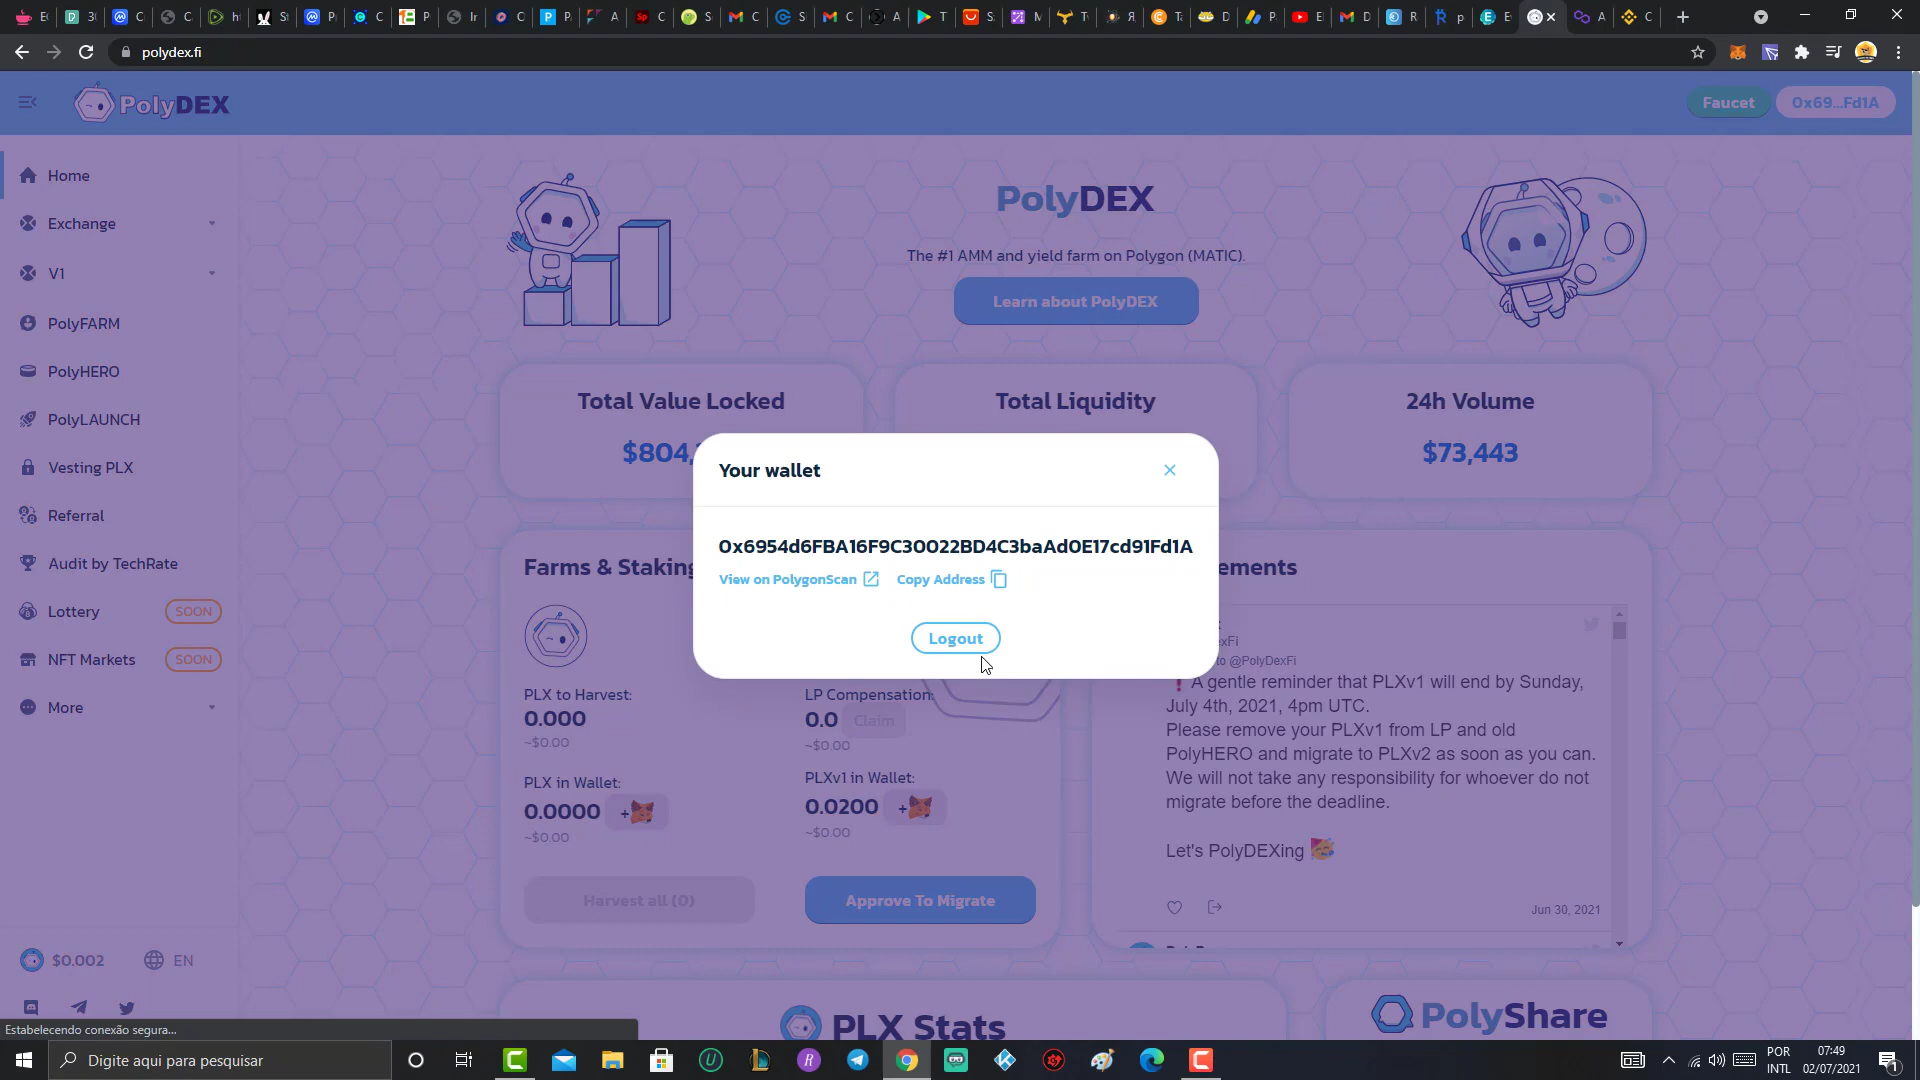 polydex.fi
PolyDEX
Faucet
0x69...Fd1A
Home
Exchange
V1
PolyFARM
PolyHERO
PolyLAUNCH
Vesting PLX
Referral
Audit by TechRate
Lottery SOON
NFT Markets SOON
More
$0.002
EN
PolyDEX
The #1 AMM and yield farm on Polygon (MATIC).
Learn about PolyDEX
Total Value Locked
$804,
Total Liquidity
24h Volume
$73,443
Your wallet
0x6954d6FBA16F9C30022BD4C3baAd0E17cd91Fd1A
View on PolygonScan Copy Address
Logout
Farms & Staking
PLX to Harvest:
0.000
~$0.00
LP Compensation:
0.0 Claim
~$0.00
PLX in Wallet:
0.0000 +
~$0.00
PLXv1 in Wallet:
0.0200 +
~$0.00
Harvest all (0)
Approve To Migrate
to @PolyDexFi
A gentle reminder that PLXv1 will end by Sunday,
July 4th, 2021, 4pm UTC.
Please remove your PLXv1 from LP and old
PolyHERO and migrate to PLXv2 as soon as you can.
We will not take any responsibility for whoever do not
migrate before the deadline.
Let's PolyDEXing
Jun 30, 2021
PLX Stats
PolyShare
Estabelecendo conexão segura...
Digite aqui para pesquisar
POR
INTL
07:49
02/07/2021